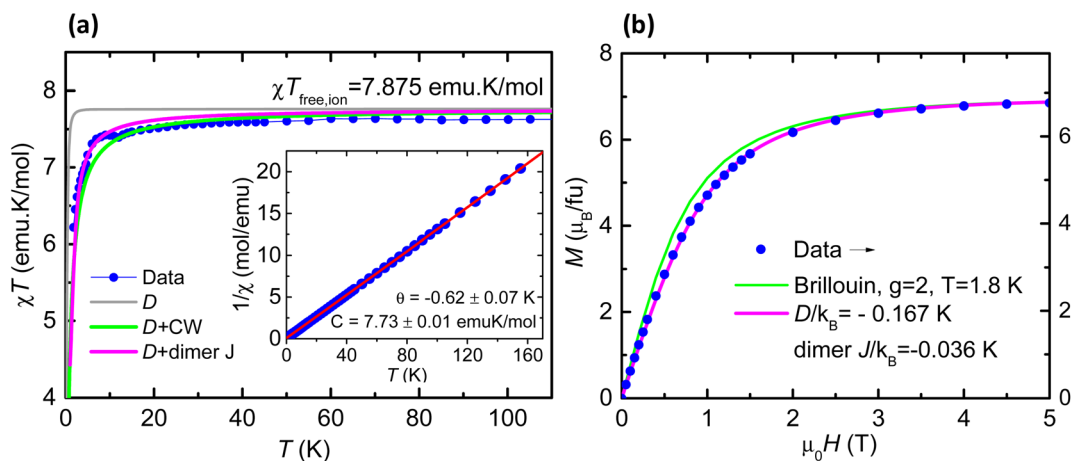 (a)
χT (emu.K/mol)
8
7
6
5
4
χT_free,ion =7.875 emu.K/mol
Data
D
D+CW
D+dimer J
1/χ (mol/emu)
25
20
15
10
5
0
θ = -0.62 ± 0.07 K
C = 7.73 ± 0.01 emuK/mol
0 40 80 120 160
T (K)
0 20 40 60 80 100
T (K)
(b)
M (μ_B/fu)
8
6
4
2
0
Data →
Brillouin, g=2, T=1.8 K
D/k_B= - 0.167 K
dimer J/k_B=-0.036 K
6
4
2
0
0 1 2 3 4 5
μ₀H (T)